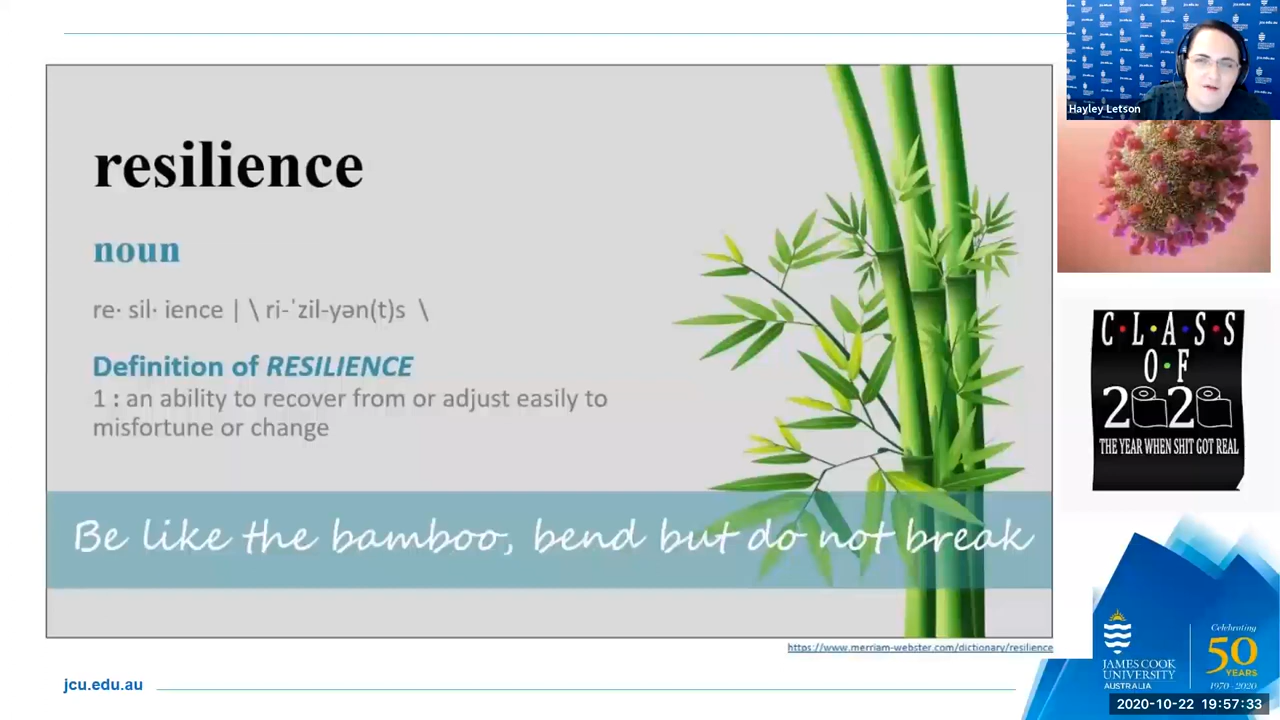 resilience
noun
re· sil· ience | \ ri-ˈzil-yən(t)s \
Definition of RESILIENCE
1 : an ability to recover from or adjust easily to
misfortune or change
Be like the bamboo, bend but do not break
https://www.merriam-webster.com/dictionary/resilience
jcu.edu.au
Hayley Letson
C·L·A·S·S
O·F
2020
THE YEAR WHEN SHIT GOT REAL
JAMES COOK
UNIVERSITY
AUSTRALIA
Celebrating
50
YEARS
1970 - 2020
2020-10-22 19:57:33